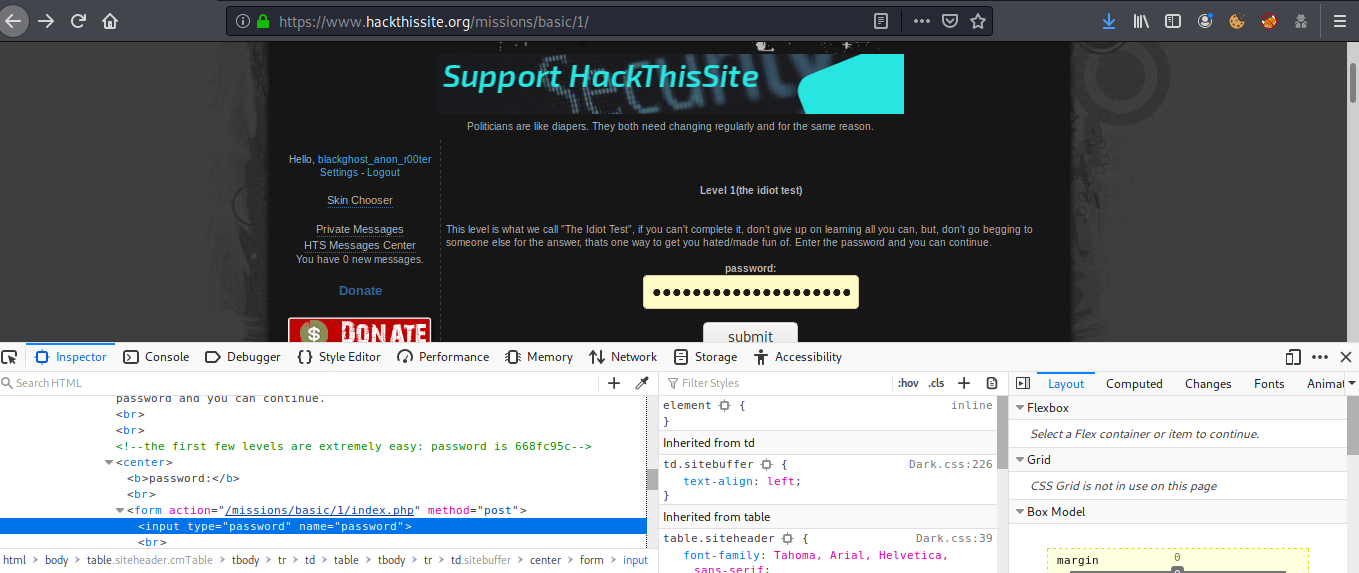 https://www.hackthissite.org/missions/basic/1/
Support HackThisSite
Politicians are like diapers. They both need changing regularly and for the same reason.
Hello, blackghost_anon_r00ter
Settings - Logout
Skin Chooser
Private Messages
HTS Messages Center
You have 0 new messages.
Donate
DONATE
Level 1(the idiot test)
This level is what we call "The Idiot Test", if you can't complete it, don't give up on learning all you can, but, don't go begging to
someone else for the answer, thats one way to get you hated/made fun of. Enter the password and you can continue.
password:
submit
Inspector Console Debugger Style Editor Performance Memory Network Storage Accessibility
Search HTML
password and you can continue.
<br>
<br>
<!--the first few levels are extremely easy: password is 668fc95c-->
<center>
<b>password:</b>
<br>
<form action="/missions/basic/1/index.php" method="post">
<input type="password" name="password">
<br>
html > body > table.siteheader.cmTable > tbody > tr > td > table > tbody > tr > td.sitebuffer > center > form > input
Filter Styles :hov .cls
element { inline
}
Inherited from td
td.sitebuffer { Dark.css:226
text-align: left;
}
Inherited from table
table.siteheader { Dark.css:39
font-family: Tahoma, Arial, Helvetica,
sans-serif;
Layout Computed Changes Fonts Animat
Flexbox
Select a Flex container or item to continue.
Grid
CSS Grid is not in use on this page
Box Model
margin 0